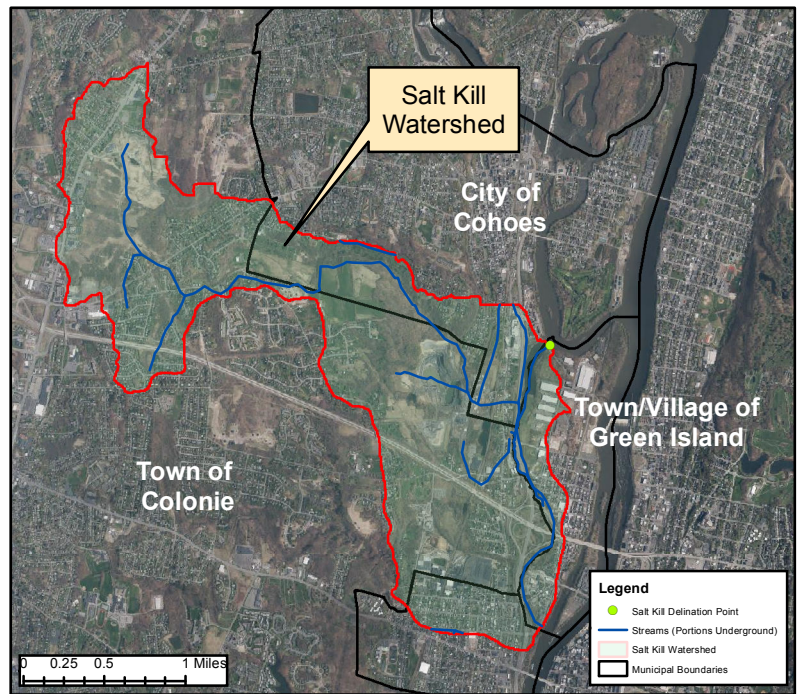 Salt Kill
Watershed
City of
Cohoes
Town/Village of
Green Island
Town of
Colonie
Legend
Salt Kill Delination Point
Streams (Portions Underground)
Salt Kill Watershed
Municipal Boundaries
0 0.25 0.5 1 Miles